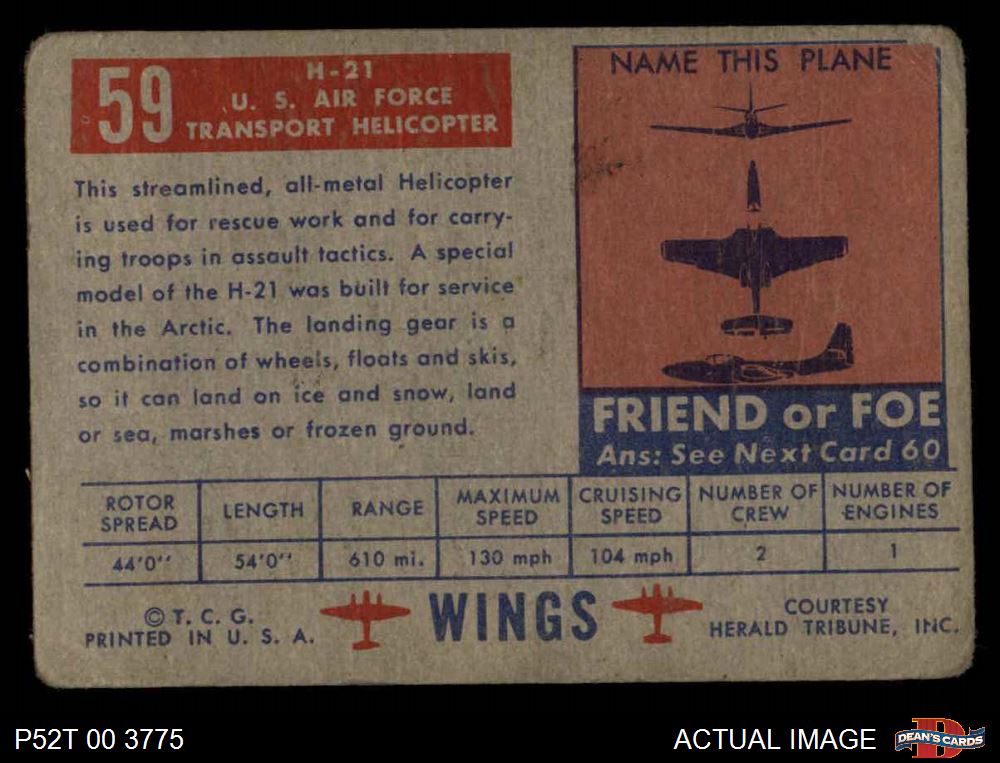 59
H-21
U. S. AIR FORCE
TRANSPORT HELICOPTER
This streamlined, all-metal Helicopter
is used for rescue work and for carry-
ing troops in assault tactics. A special
model of the H-21 was built for service
in the Arctic. The landing gear is a
combination of wheels, floats and skis,
so it can land on ice and snow, land
or sea, marshes or frozen ground.
NAME THIS PLANE
FRIEND or FOE
Ans: See Next Card 60
ROTOR SPREAD LENGTH RANGE MAXIMUM SPEED CRUISING SPEED NUMBER OF CREW NUMBER OF ENGINES
44'0'' 54'0'' 610 mi. 130 mph 104 mph 2 1
© T. C. G.
PRINTED IN U. S. A.
WINGS
COURTESY
HERALD TRIBUNE, INC.
P52T 00 3775
ACTUAL IMAGE
D
DEAN'S CARDS